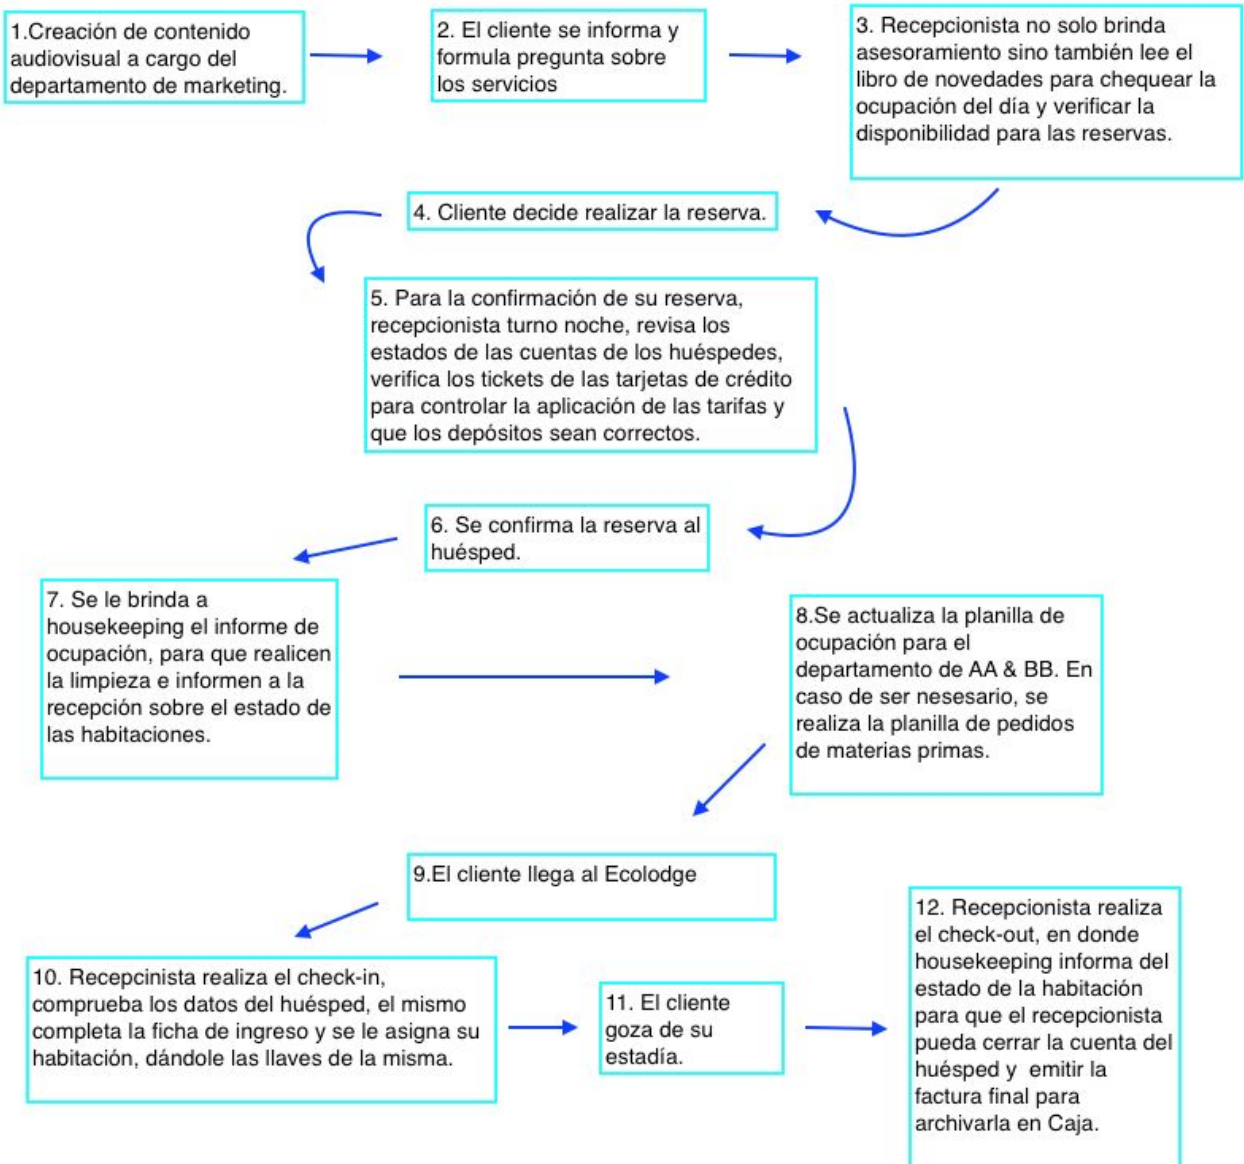 1.Creación de contenido
audiovisual a cargo del
departamento de marketing.
2. El cliente se informa y
formula pregunta sobre
los servicios
3. Recepcionista no solo brinda
asesoramiento sino también lee el
libro de novedades para chequear la
ocupación del día y verificar la
disponibilidad para las reservas.
4. Cliente decide realizar la reserva.
5. Para la confirmación de su reserva,
recepcionista turno noche, revisa los
estados de las cuentas de los huéspedes,
verifica los tickets de las tarjetas de crédito
para controlar la aplicación de las tarifas y
que los depósitos sean correctos.
6. Se confirma la reserva al
huésped.
7. Se le brinda a
housekeeping el informe de
ocupación, para que realicen
la limpieza e informen a la
recepción sobre el estado de
las habitaciones.
8.Se actualiza la planilla de
ocupación para el
departamento de AA & BB. En
caso de ser nesesario, se
realiza la planilla de pedidos
de materias primas.
9.El cliente llega al Ecolodge
10. Recepcinista realiza el check-in,
comprueba los datos del huésped, el mismo
completa la ficha de ingreso y se le asigna su
habitación, dándole las llaves de la misma.
11. El cliente
goza de su
estadía.
12. Recepcionista realiza
el check-out, en donde
housekeeping informa del
estado de la habitación
para que el recepcionista
pueda cerrar la cuenta del
huésped y  emitir la
factura final para
archivarla en Caja.